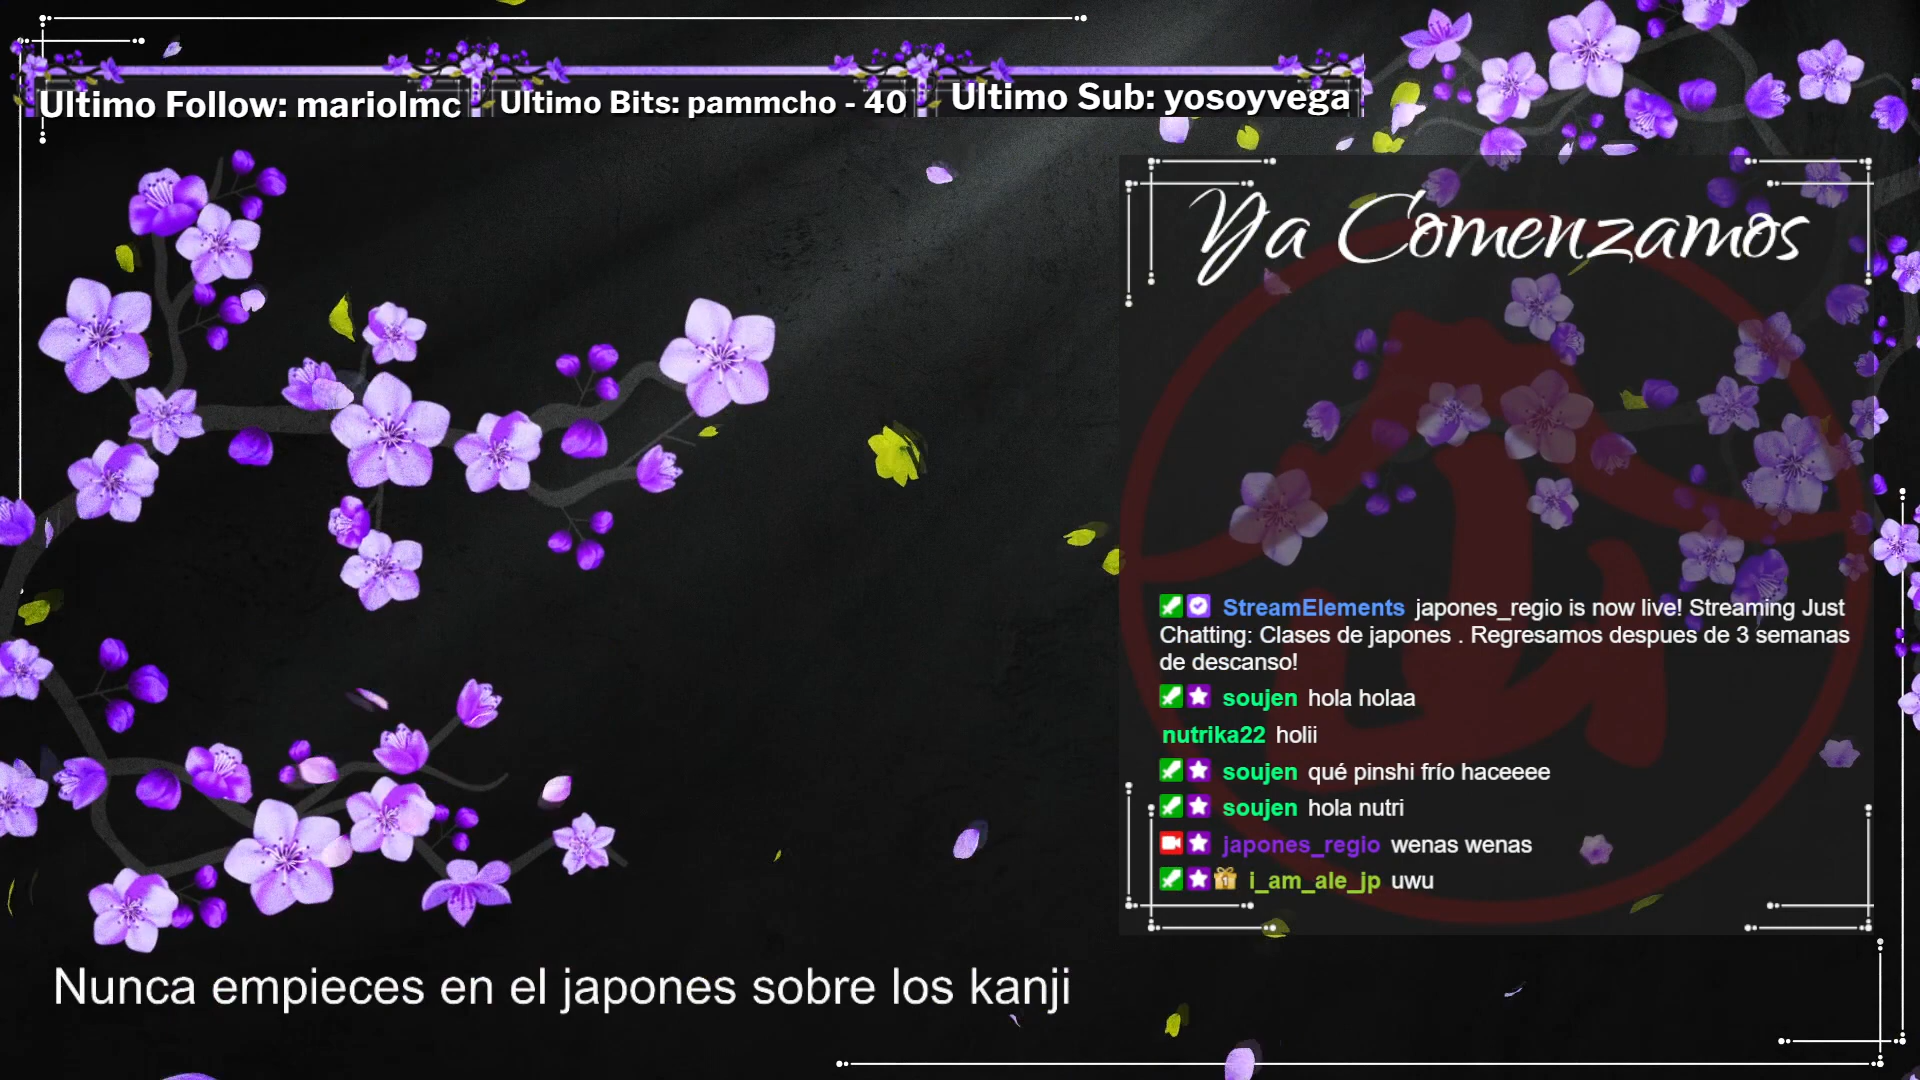 Ultimo Follow: mariolmc
Ultimo Bits: pammcho - 40
Ultimo Sub: yosoyvega
Ya Comenzamos
StreamElements japones_regio is now live! Streaming Just
Chatting: Clases de japones . Regresamos despues de 3 semanas
de descanso!
soujen hola holaa
nutrika22 holii
soujen qué pinshi frío haceeee
soujen hola nutri
japones_regio wenas wenas
i_am_ale_jp uwu
Nunca empieces en el japones sobre los kanji